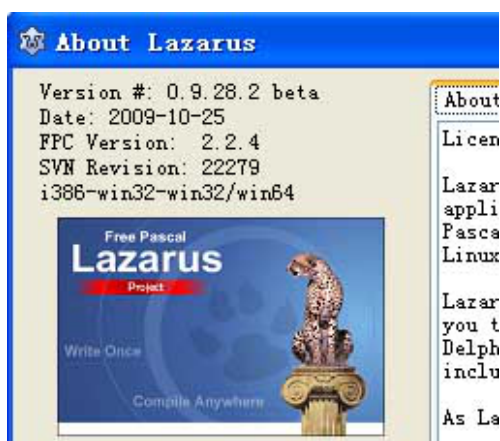 About Lazarus
Version #: 0.9.28.2 beta
Date: 2009-10-25
FPC Version: 2.2.4
SVN Revision: 22279
i386-win32-win32/win64
Free Pascal
Lazarus
Project
Write Once
Compile Anywhere
About
Licen
Lazar
appli
Pasca
Linux
Lazar
you t
Delph
inclu
As La